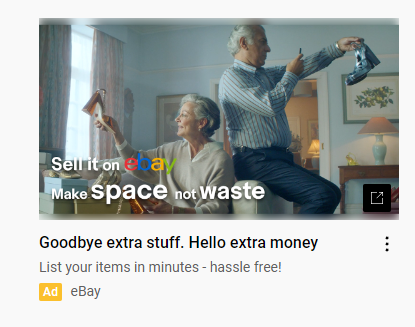 Sell it on ebay
Make space not waste
Goodbye extra stuff. Hello extra money
List your items in minutes - hassle free!
Ad eBay